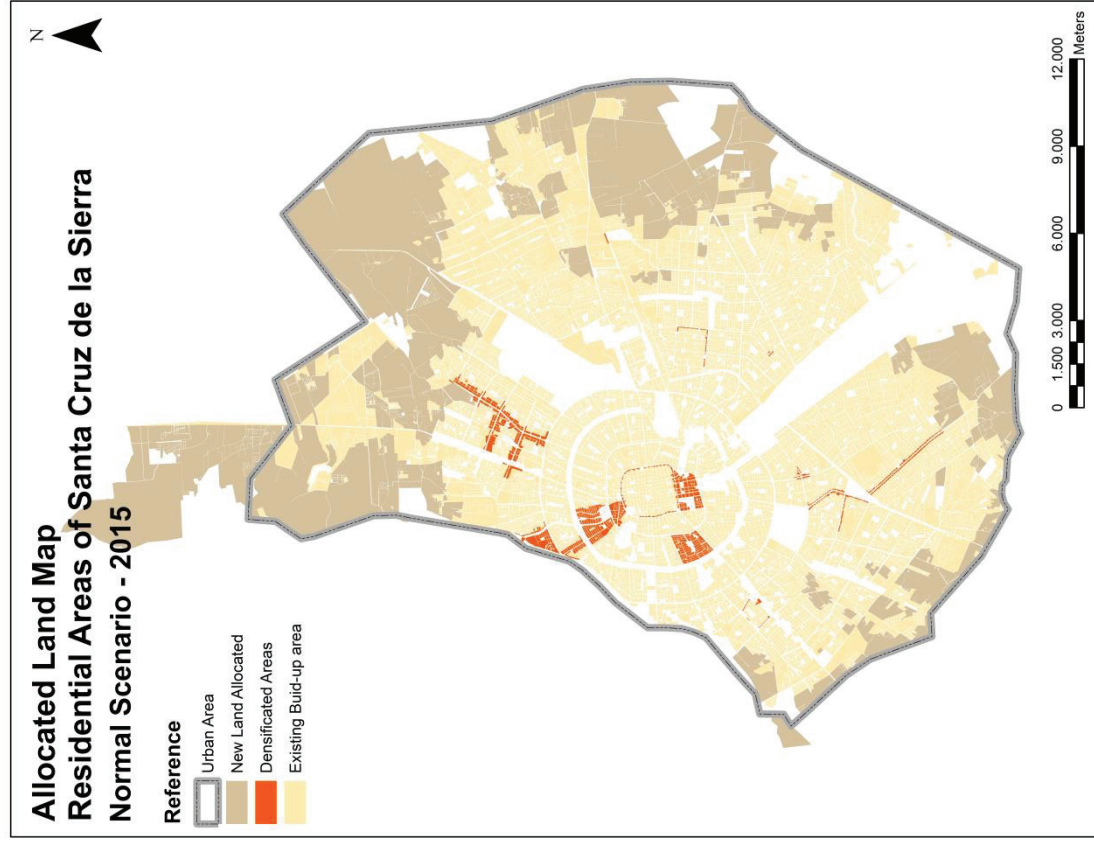 Allocated Land Map
Residential Areas of Santa Cruz de la Sierra
Normal Scenario - 2015
Reference
Urban Area
New Land Allocated
Densificated Areas
Existing Buid-up area
N
0 1.500 3.000 6.000 9.000 12.000
Meters